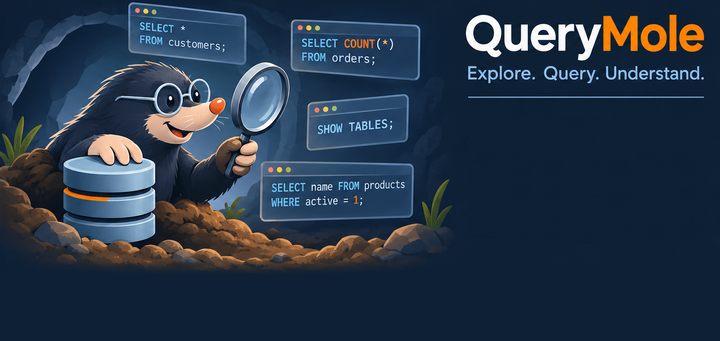 SELECT *
FROM customers;
SELECT COUNT(*)
FROM orders;
SHOW TABLES;
SELECT name FROM products
WHERE active = 1;
QueryMole
Explore. Query. Understand.